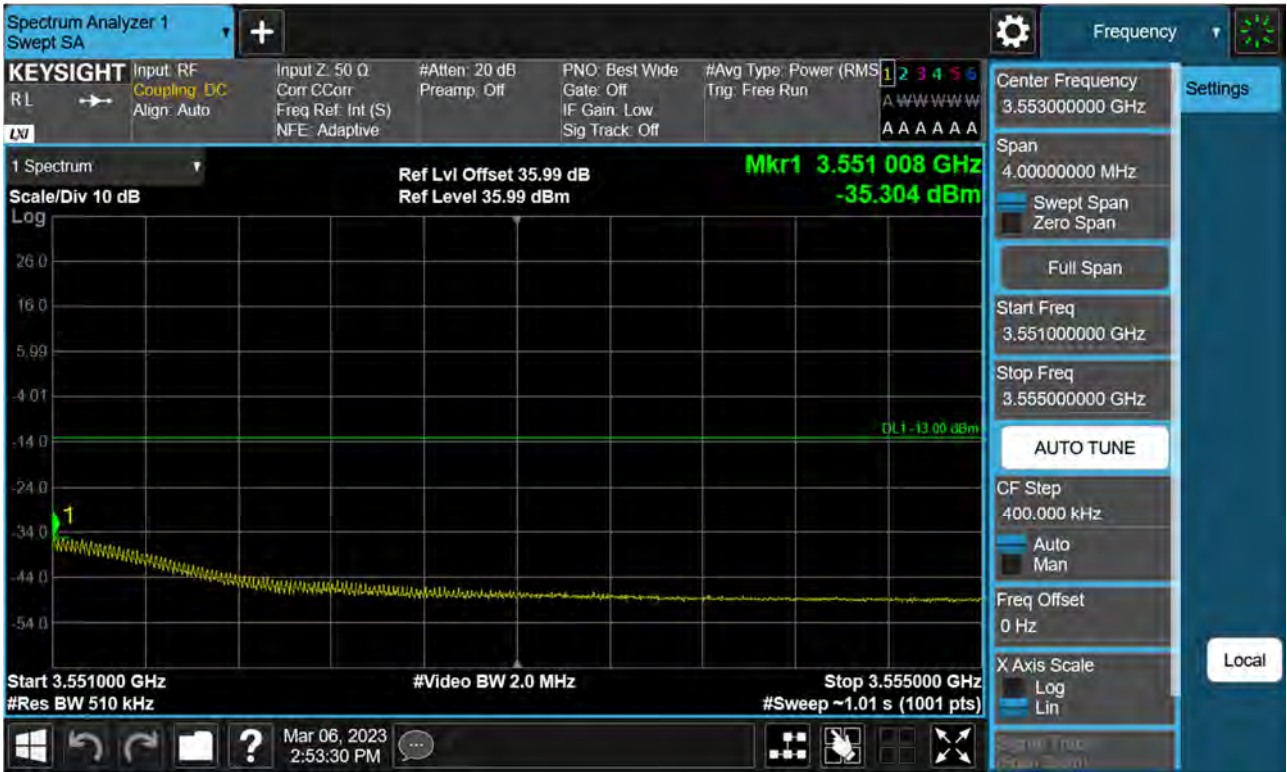 Spectrum Analyzer 1
Swept SA
Frequency
KEYSIGHT
RL
LXI
Input: RF
Coupling: DC
Align: Auto
Input Z: 50 Ω
Corr CCorr
Freq Ref: Int (S)
NFE: Adaptive
#Atten: 20 dB
Preamp: Off
PNO: Best Wide
Gate: Off
IF Gain: Low
Sig Track: Off
#Avg Type: Power (RMS
Trig: Free Run
1 2 3 4 5 6
A W W W W W
A A A A A A
1 Spectrum
Scale/Div 10 dB
Ref Lvl Offset 35.99 dB
Ref Level 35.99 dBm
Mkr1 3.551 008 GHz
-35.304 dBm
Log
26.0
16.0
5.99
-4.01
DL1 -13.00 dBm
-14.0
-24.0
1
-34.0
-44.0
-54.0
Start 3.551000 GHz
#Video BW 2.0 MHz
Stop 3.555000 GHz
#Res BW 510 kHz
#Sweep ~1.01 s (1001 pts)
Center Frequency
3.553000000 GHz
Settings
Span
4.00000000 MHz
Swept Span
Zero Span
Full Span
Start Freq
3.551000000 GHz
Stop Freq
3.555000000 GHz
AUTO TUNE
CF Step
400.000 kHz
Auto
Man
Freq Offset
0 Hz
X Axis Scale
Log
Lin
Local
Mar 06, 2023
2:53:30 PM